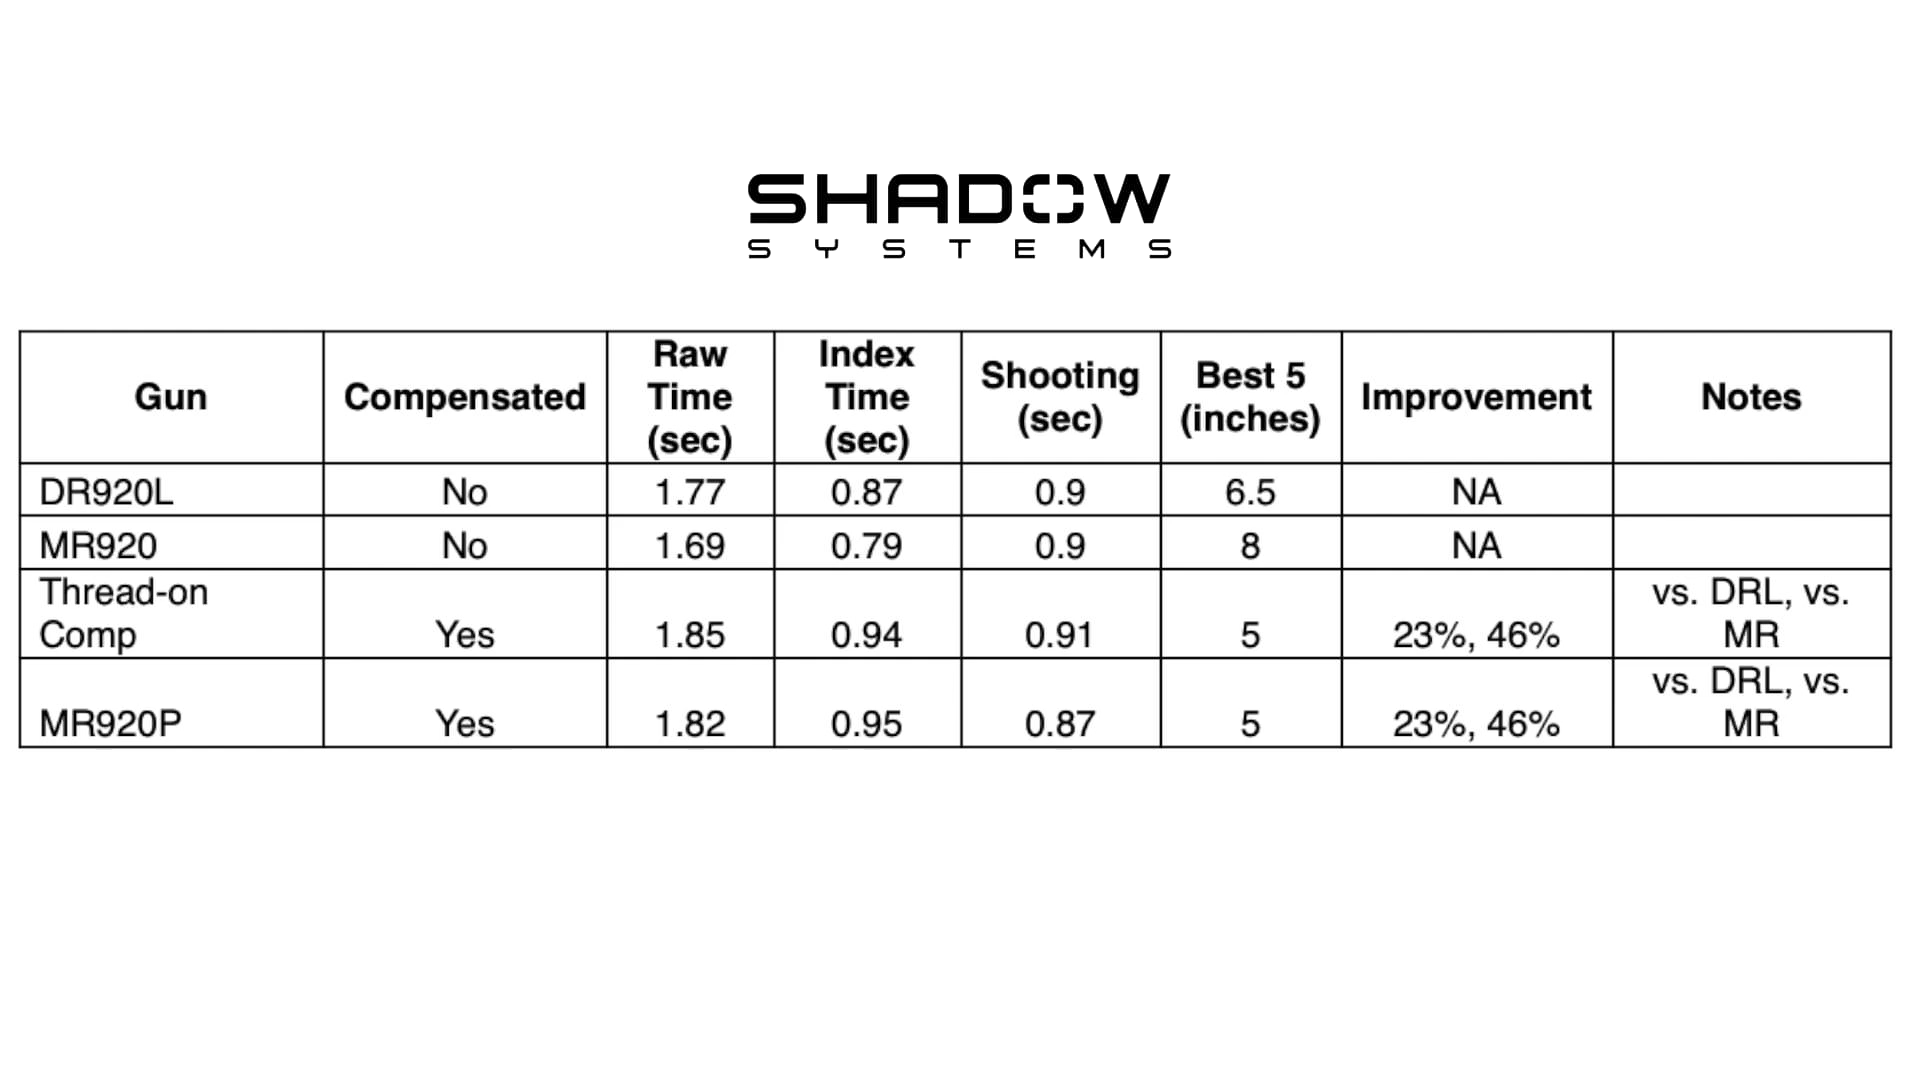 SHADOW
SYSTEMS
Gun Compensated Raw Time (sec) Index Time (sec) Shooting (sec) Best 5 (inches) Improvement Notes
DR920L No 1.77 0.87 0.9 6.5 NA
MR920 No 1.69 0.79 0.9 8 NA
Thread-on Comp Yes 1.85 0.94 0.91 5 23%, 46% vs. DRL, vs. MR
MR920P Yes 1.82 0.95 0.87 5 23%, 46% vs. DRL, vs. MR